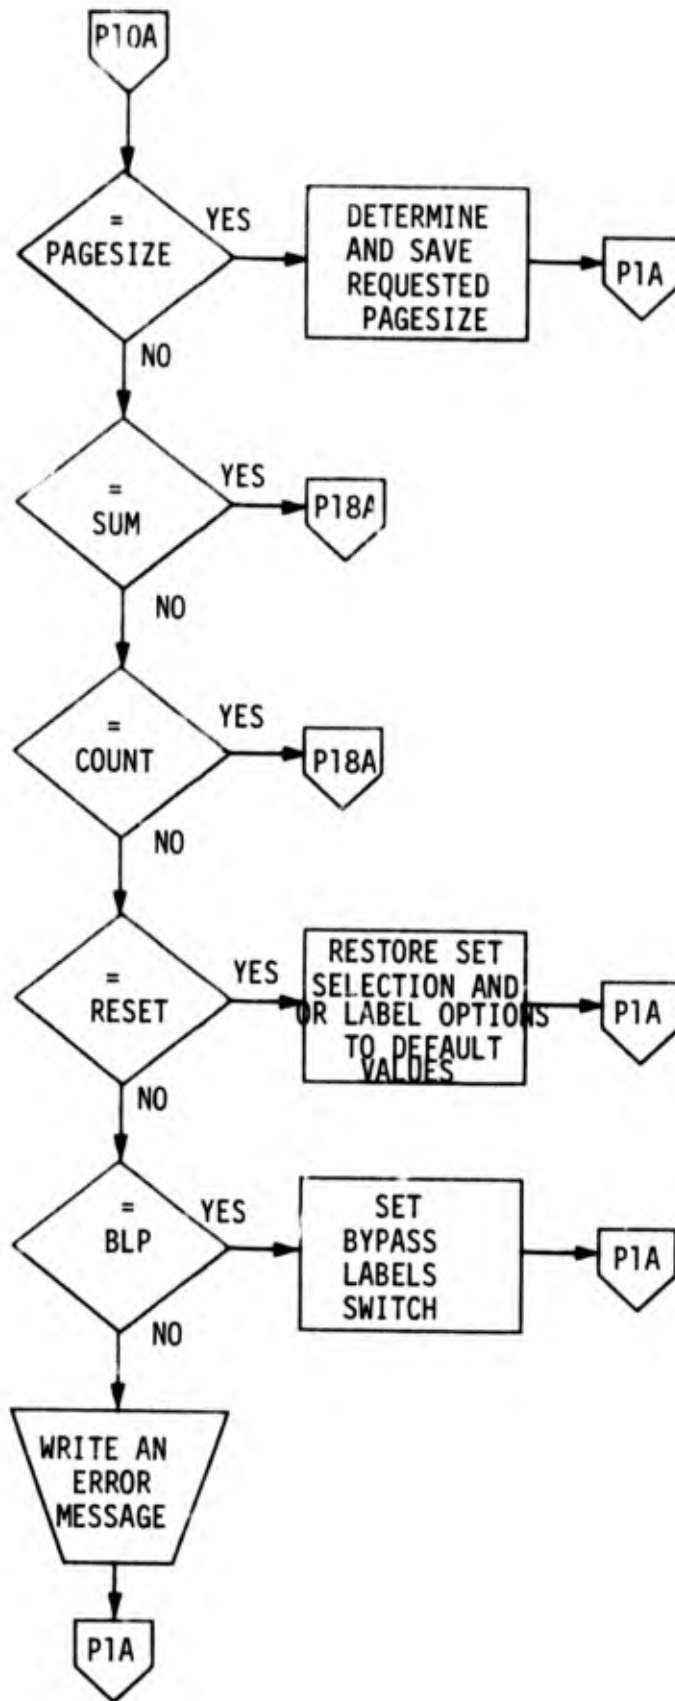 P10A
=
PAGESIZE
YES
DETERMINE
AND SAVE
REQUESTED
PAGESIZE
P1A
NO
=
SUM
YES
P18A
NO
=
COUNT
YES
P18A
NO
=
RESET
YES
RESTORE SET
SELECTION AND
OR LABEL OPTIONS
TO DEFAULT
VALUES
P1A
NO
=
BLP
YES
SET
BYPASS
LABELS
SWITCH
P1A
NO
WRITE AN
ERROR
MESSAGE
P1A